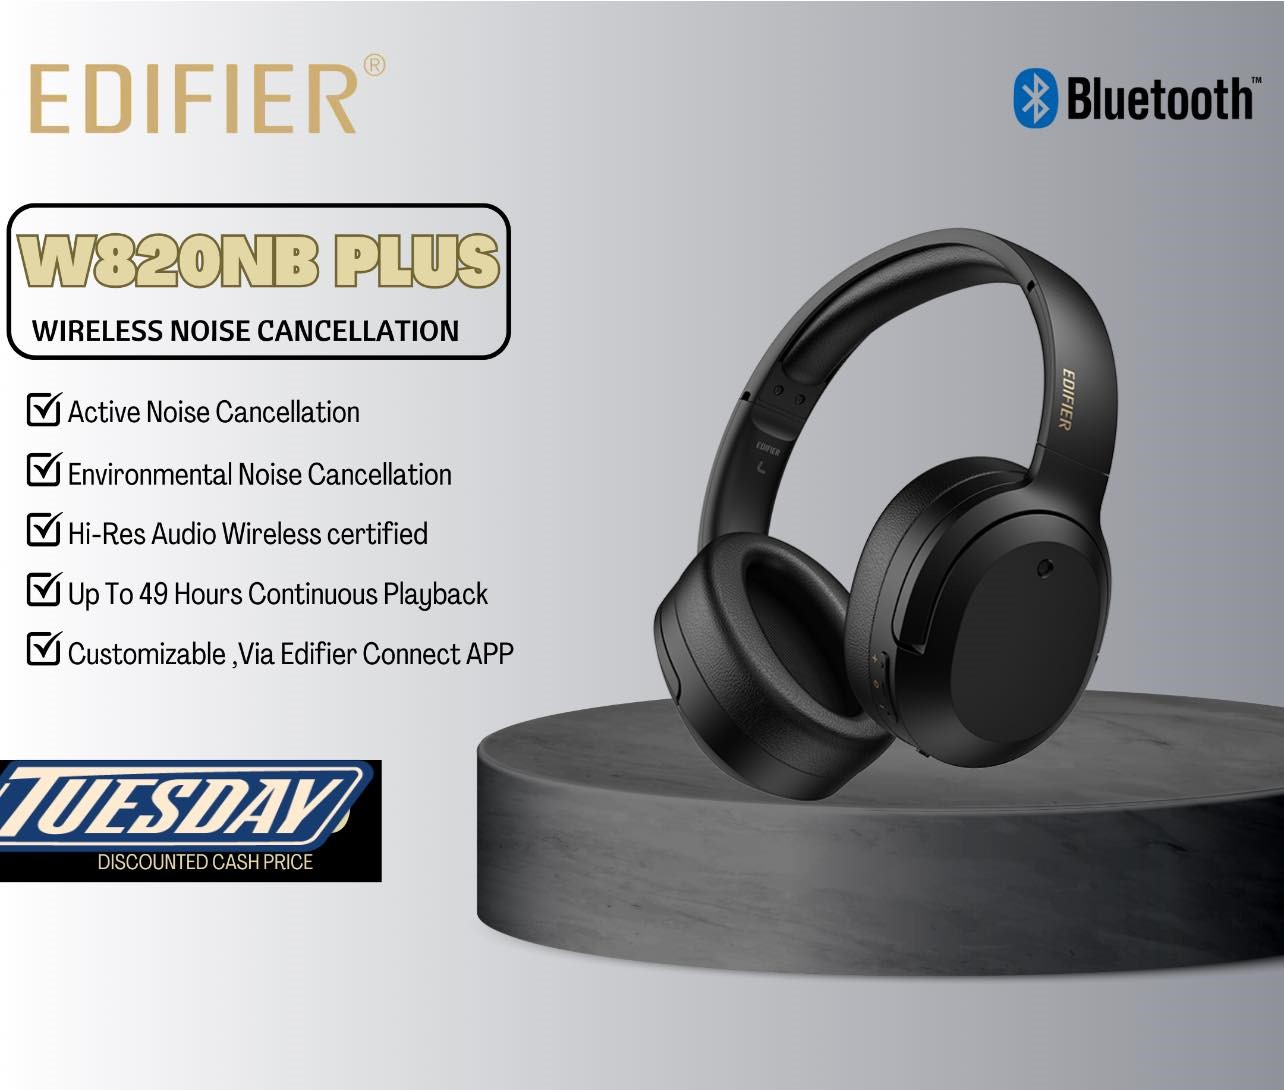 EDIFIER®
Bluetooth™
W820NB PLUS
WIRELESS NOISE CANCELLATION
Active Noise Cancellation
Environmental Noise Cancellation
Hi-Res Audio Wireless certified
Up To 49 Hours Continuous Playback
Customizable ,Via Edifier Connect APP
EDIFIER
EDIFIER
L
TUESDAY
DISCOUNTED CASH PRICE